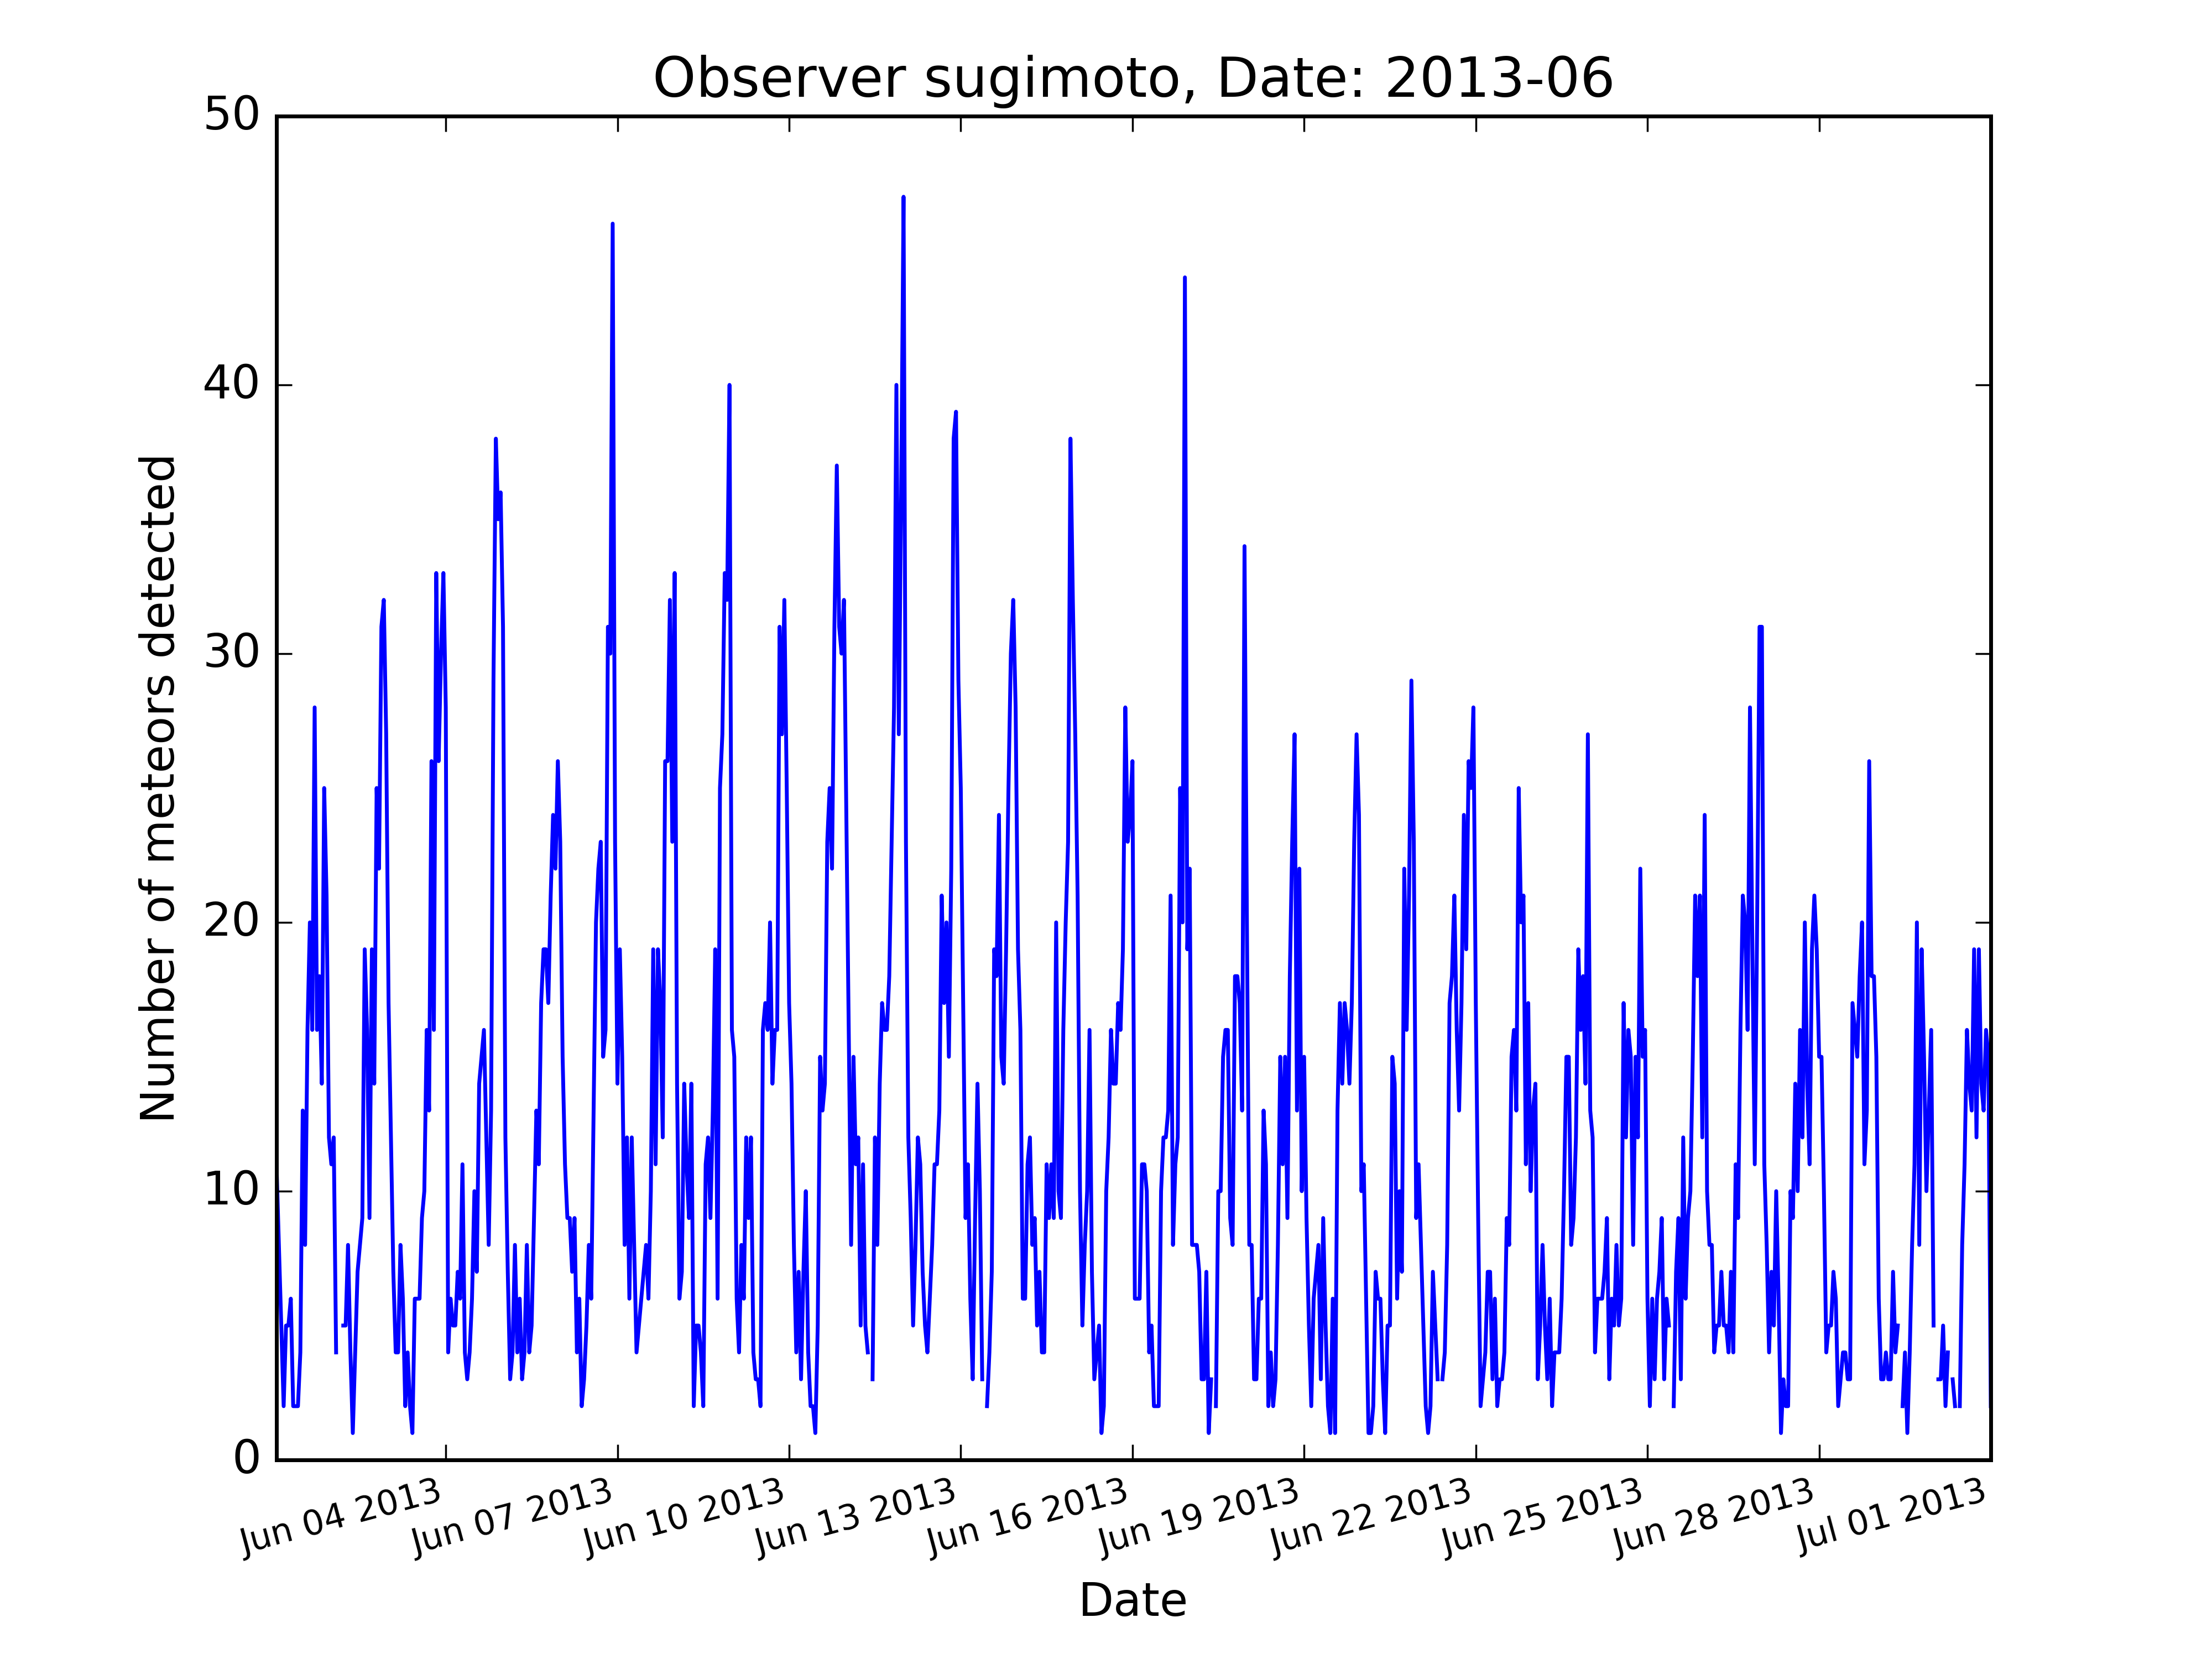 Observer sugimoto, Date: 2013-06
50
40
30
20
10
0
Number of meteors detected
Jun 04 2013
Jun 07 2013
Jun 10 2013
Jun 13 2013
Jun 16 2013
Jun 19 2013
Jun 22 2013
Jun 25 2013
Jun 28 2013
Jul 01 2013
Date